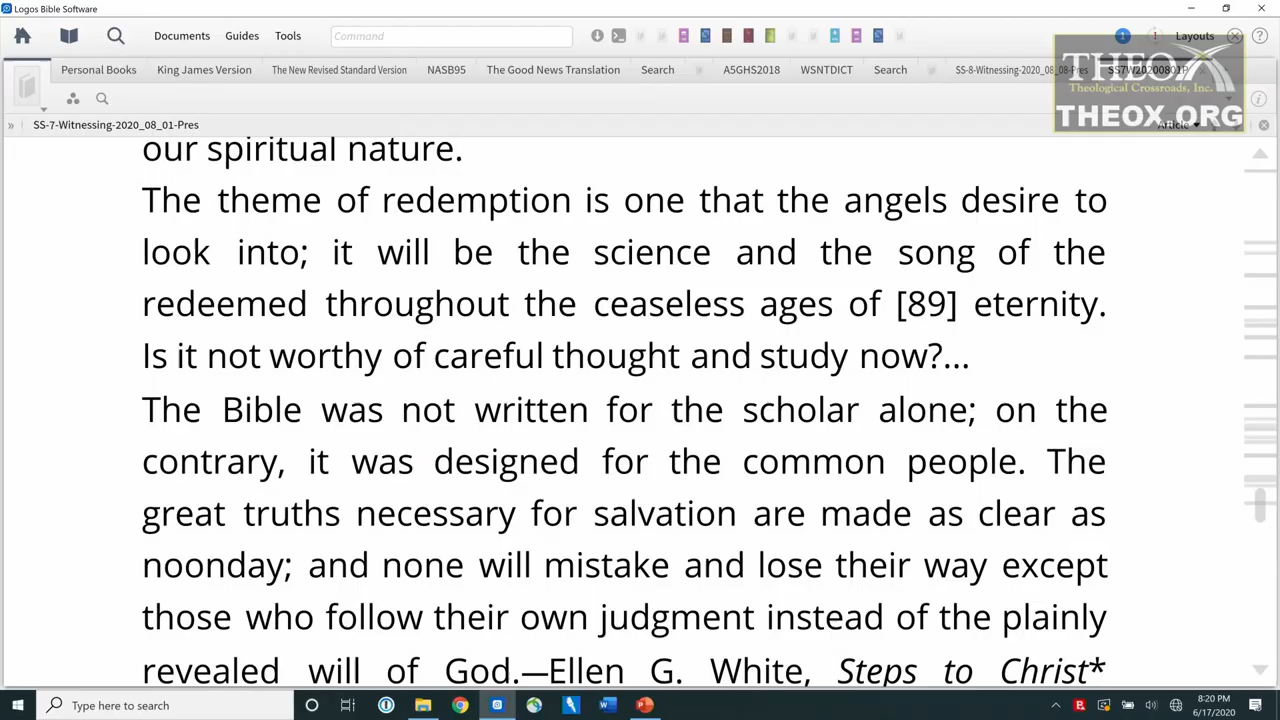 Logos Bible Software
Documents Guides Tools Command 1 Layouts
Personal Books King James Version The New Revised Stan The Good News Translation Search ASGHS2018 WSNTDICT Search SS-8-Witnessing-2020_08_08-Pres SS7W20200801P
THEOX
Theological Crossroads, Inc.
THEOX.ORG
SS-7-Witnessing-2020_08_01-Pres Article
our spiritual nature.
The theme of redemption is one that the angels desire to
look into; it will be the science and the song of the
redeemed throughout the ceaseless ages of [89] eternity.
Is it not worthy of careful thought and study now?...
The Bible was not written for the scholar alone; on the
contrary, it was designed for the common people. The
great truths necessary for salvation are made as clear as
noonday; and none will mistake and lose their way except
those who follow their own judgment instead of the plainly
revealed will of God.—Ellen G. White, Steps to Christ*
Type here to search
8:20 PM
6/17/2020